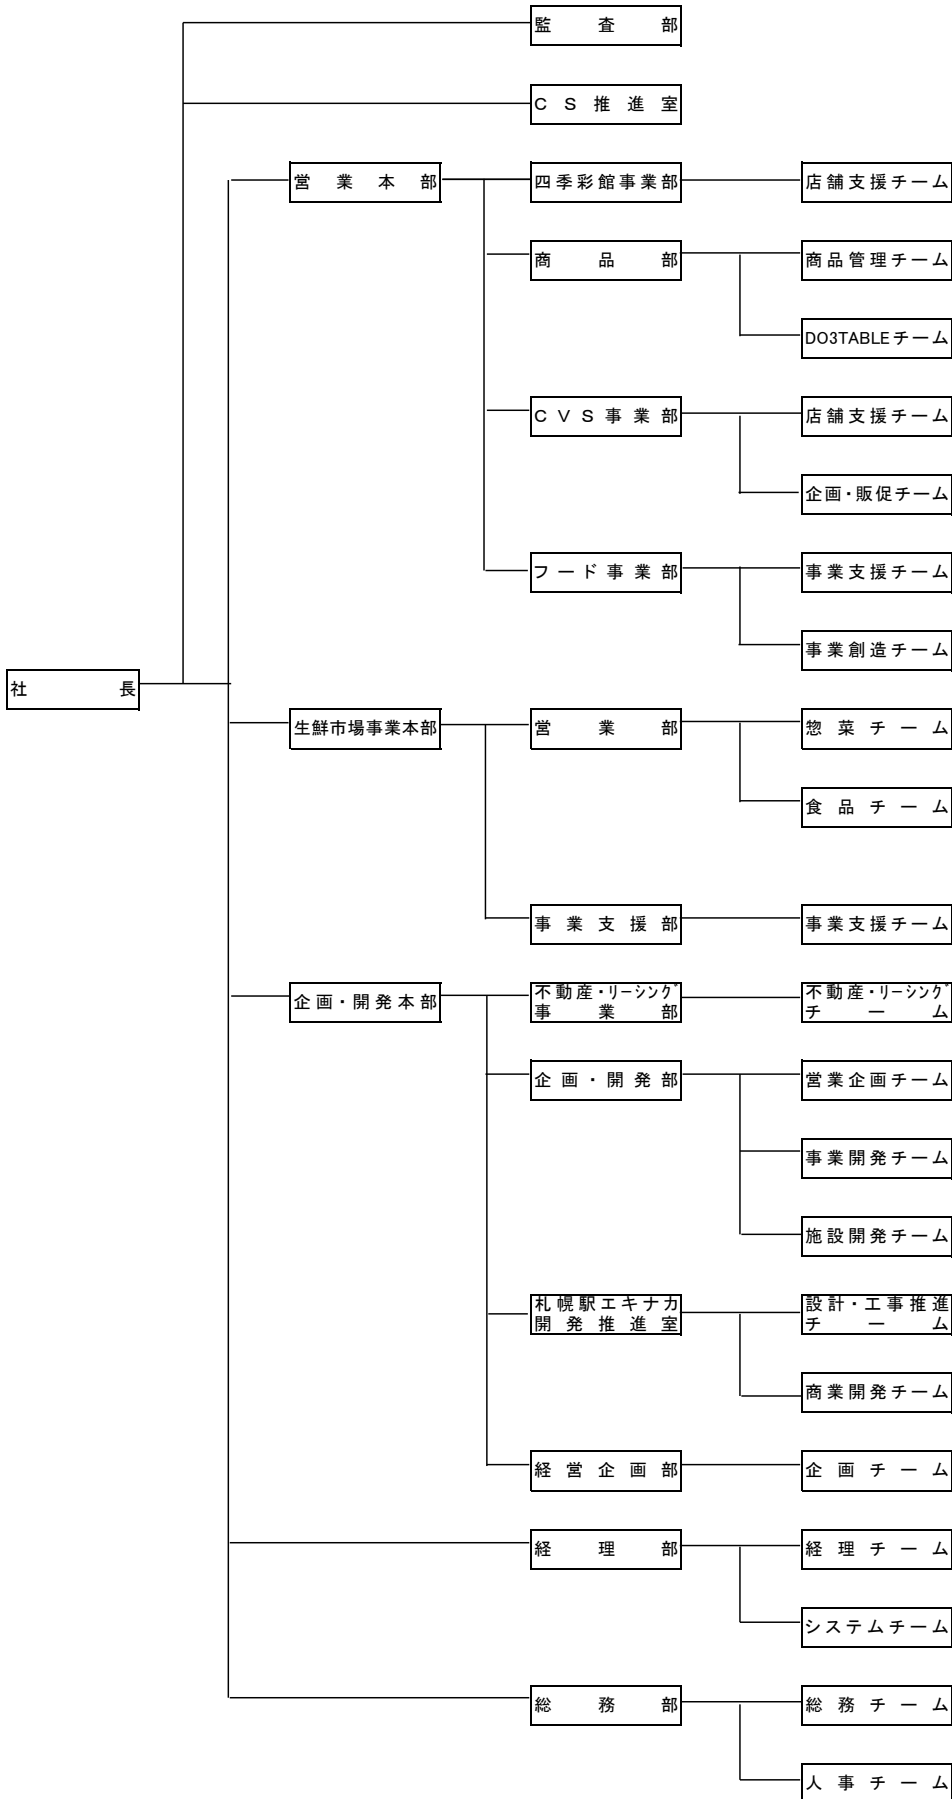 監査部
CS推進室
営業本部
四季彩館事業部
店舗支援チーム
商品部
商品管理チーム
DO3TABLEチーム
CVS事業部
店舗支援チーム
企画・販促チーム
フード事業部
事業支援チーム
事業創造チーム
社長
生鮮市場事業本部
営業部
惣菜チーム
食品チーム
事業支援部
事業支援チーム
企画・開発本部
不動産・ﾘｰｼﾝｸﾞ
事業部
不動産・ﾘｰｼﾝｸﾞ
チーム
企画・開発部
営業企画チーム
事業開発チーム
施設開発チーム
札幌駅エキナカ
開発推進室
設計・工事推進
チーム
商業開発チーム
経営企画部
企画チーム
経理部
経理チーム
システムチーム
総務部
総務チーム
人事チーム